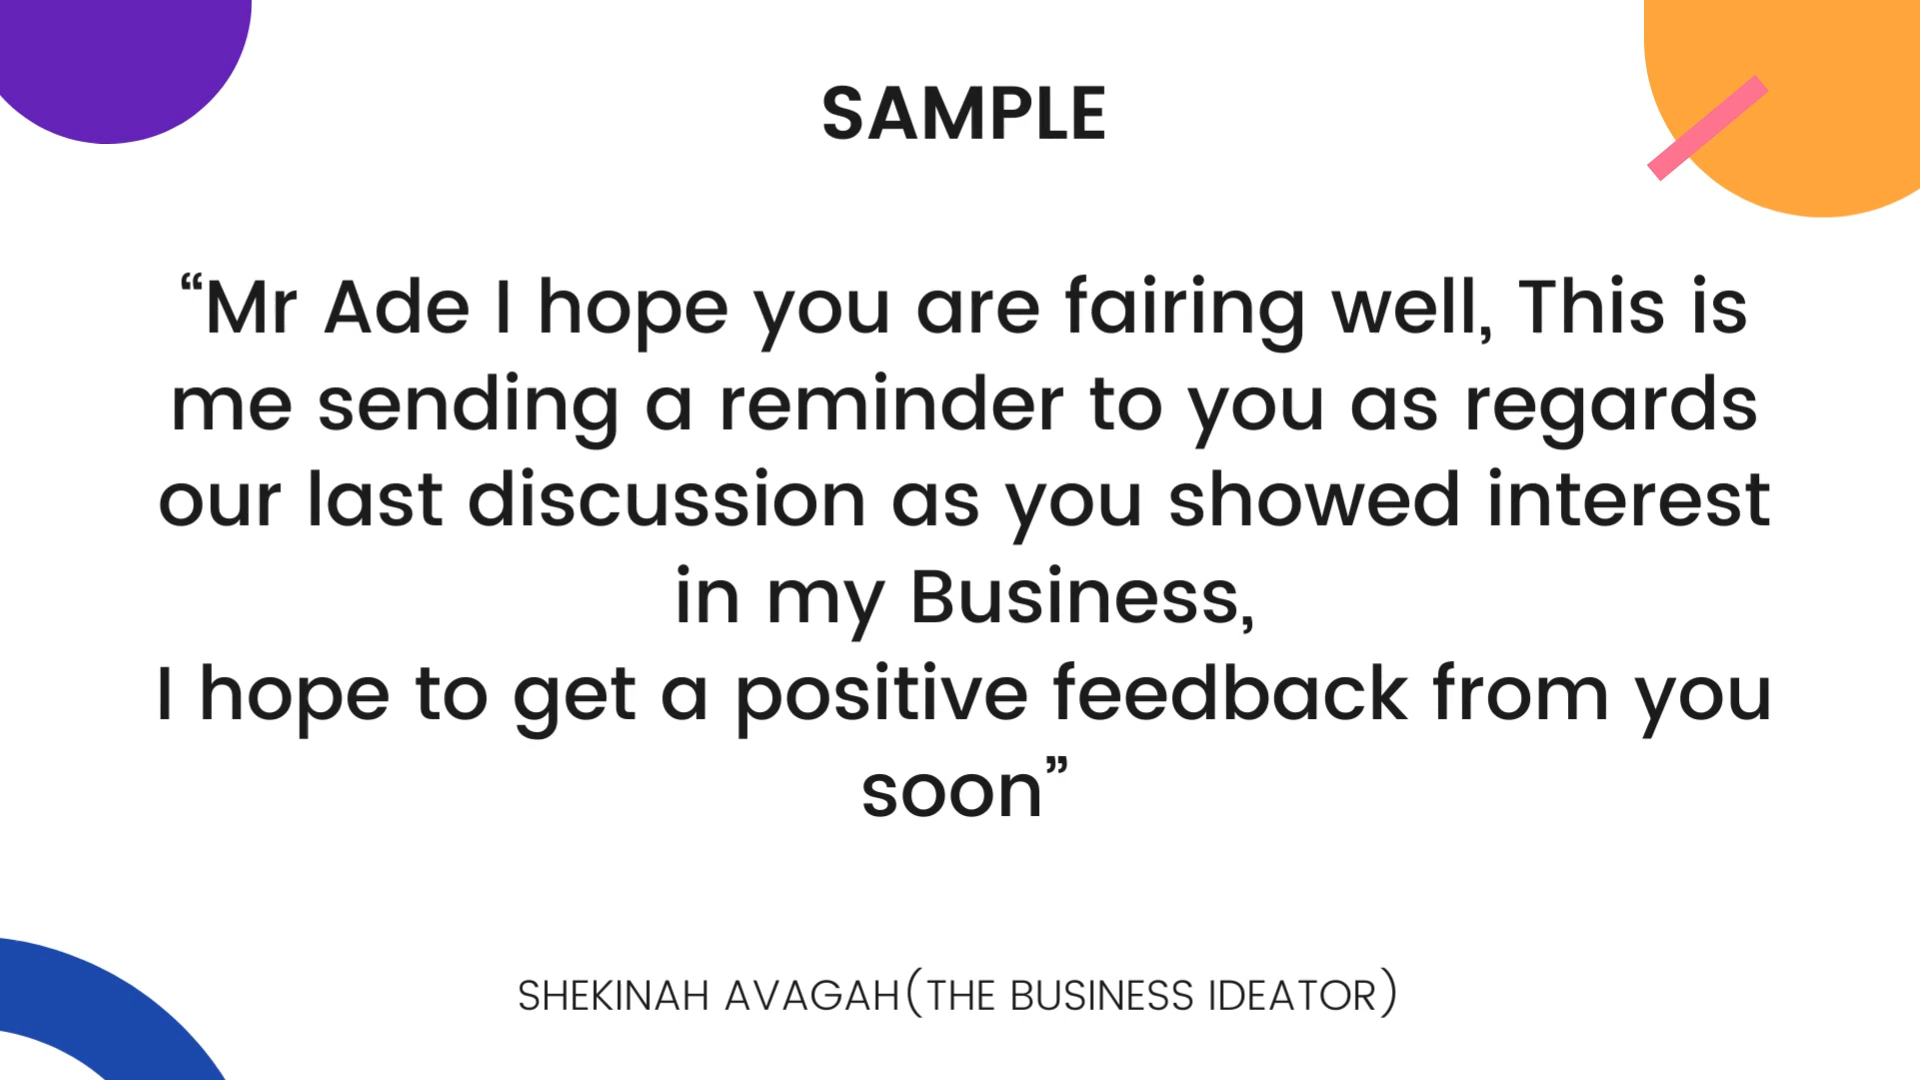 SAMPLE
“Mr Ade I hope you are fairing well, This is
me sending a reminder to you as regards
our last discussion as you showed interest
in my Business,
I hope to get a positive feedback from you
soon”
SHEKINAH AVAGAH(THE BUSINESS IDEATOR)